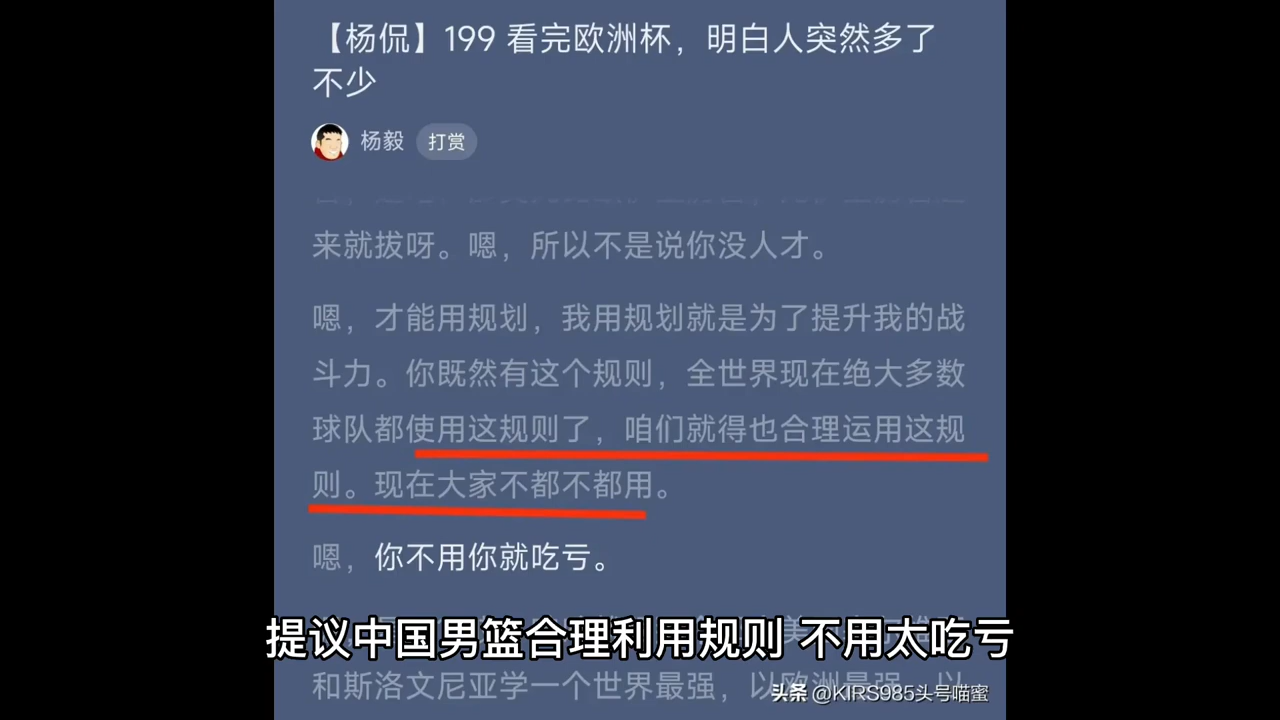 【杨侃】199 看完欧洲杯，明白人突然多了
不少
杨毅 打赏
来就拔呀。嗯，所以不是说你没人才。
嗯，才能用规划，我用规划就是为了提升我的战
斗力。你既然有这个规则，全世界现在绝大多数
球队都使用这规则了，咱们就得也合理运用这规
则。现在大家不都不都用。
嗯，你不用你就吃亏。
提议中国男篮合理利用规则 不用太吃亏
和斯洛文尼亚学一个世界最强，以欧洲最强，以
头条 @KIRS985头号喵蜜